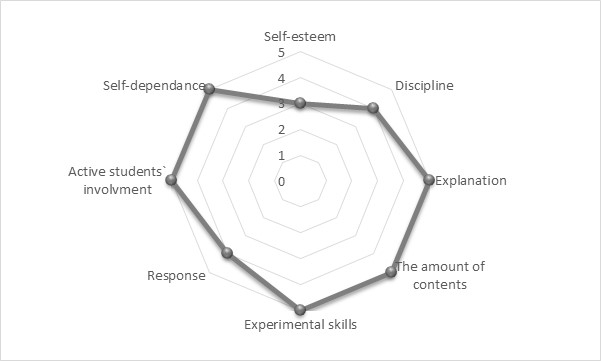 Self-esteem
5
Self-dependance
Discipline
4
3
2
Active students`
involvment
1
0
Explanation
Response
The amount of
contents
Experimental skills